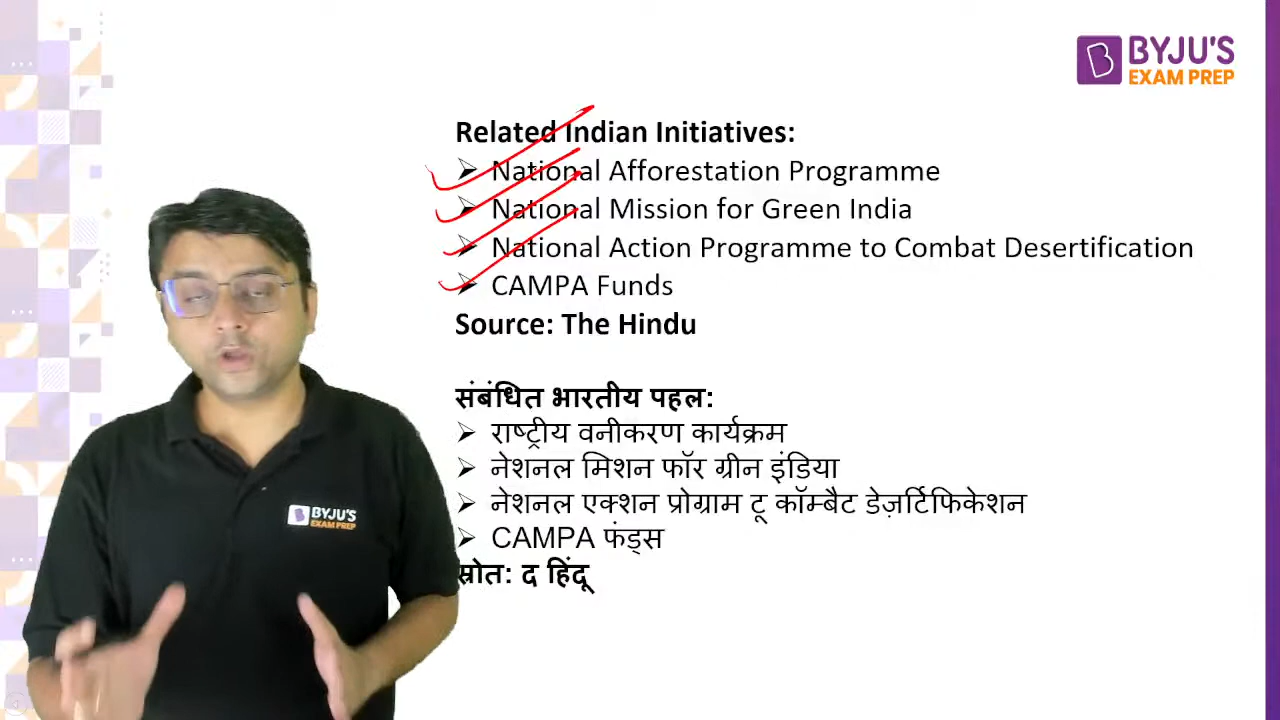 BYJU'S
EXAM PREP
Related Indian Initiatives:
➢ National Afforestation Programme
➢ National Mission for Green India
➢ National Action Programme to Combat Desertification
➢ CAMPA Funds
Source: The Hindu
संबंधित भारतीय पहल:
➢ राष्ट्रीय वनीकरण कार्यक्रम
➢ नेशनल मिशन फॉर ग्रीन इंडिया
➢ नेशनल एक्शन प्रोग्राम टू कॉम्बैट डेज़र्टिफिकेशन
➢ CAMPA फंड्स
स्रोत: द हिंदू
BYJU'S
EXAM PREP